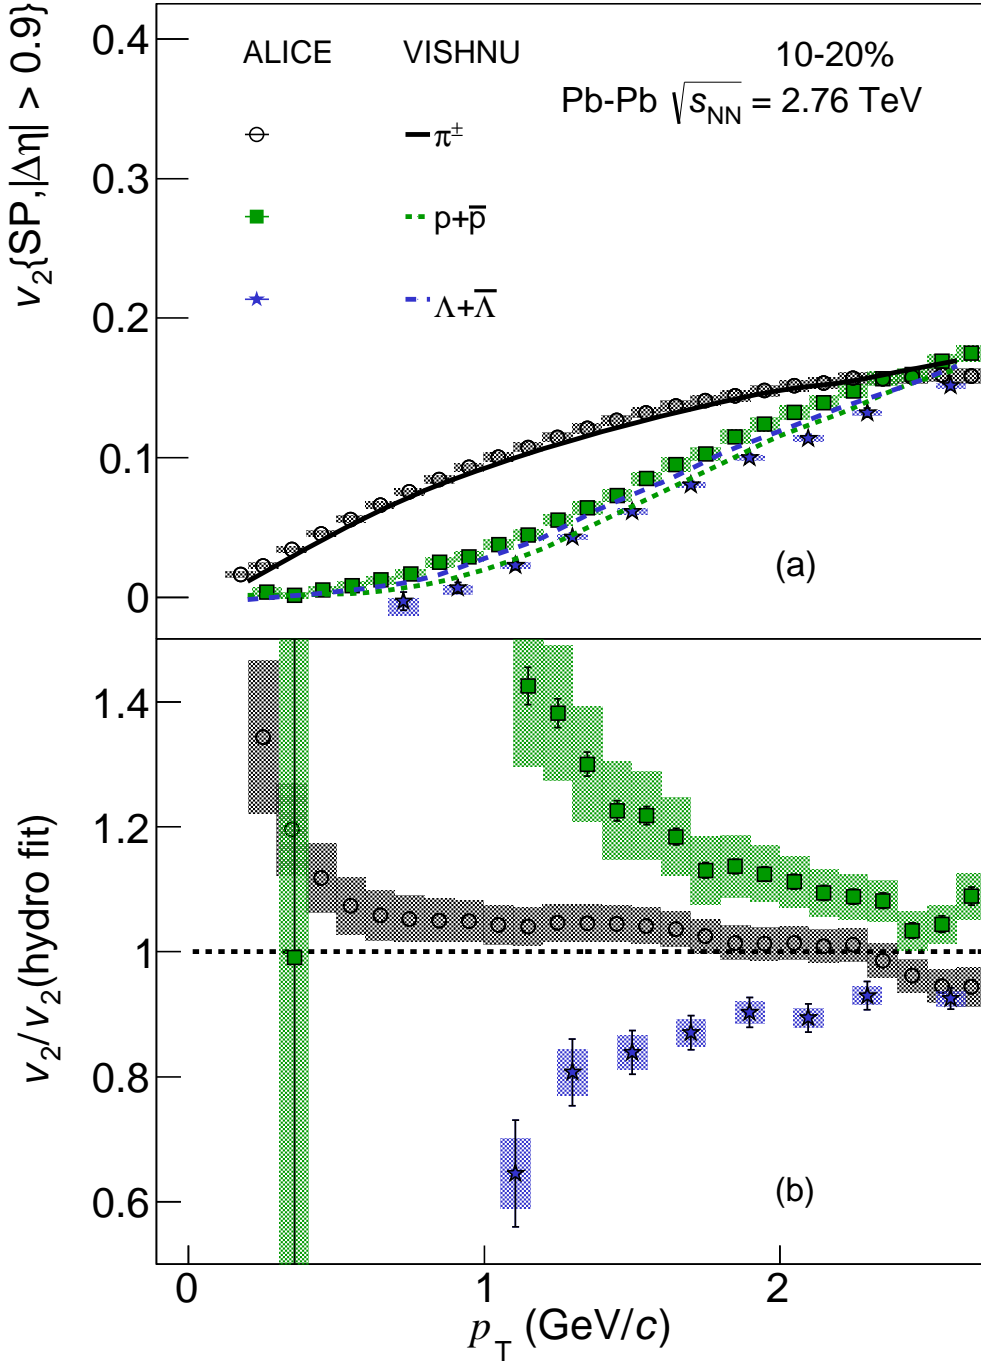 ALICE VISHNU 10-20%
Pb-Pb √s_NN = 2.76 TeV
π±
p+p̅
Λ+Λ̅
v₂{SP,|Δη| > 0.9}
0.4
0.3
0.2
0.1
0
(a)
v₂/v₂(hydro fit)
1.4
1.2
1
0.8
0.6
(b)
0 1 2
p_T (GeV/c)